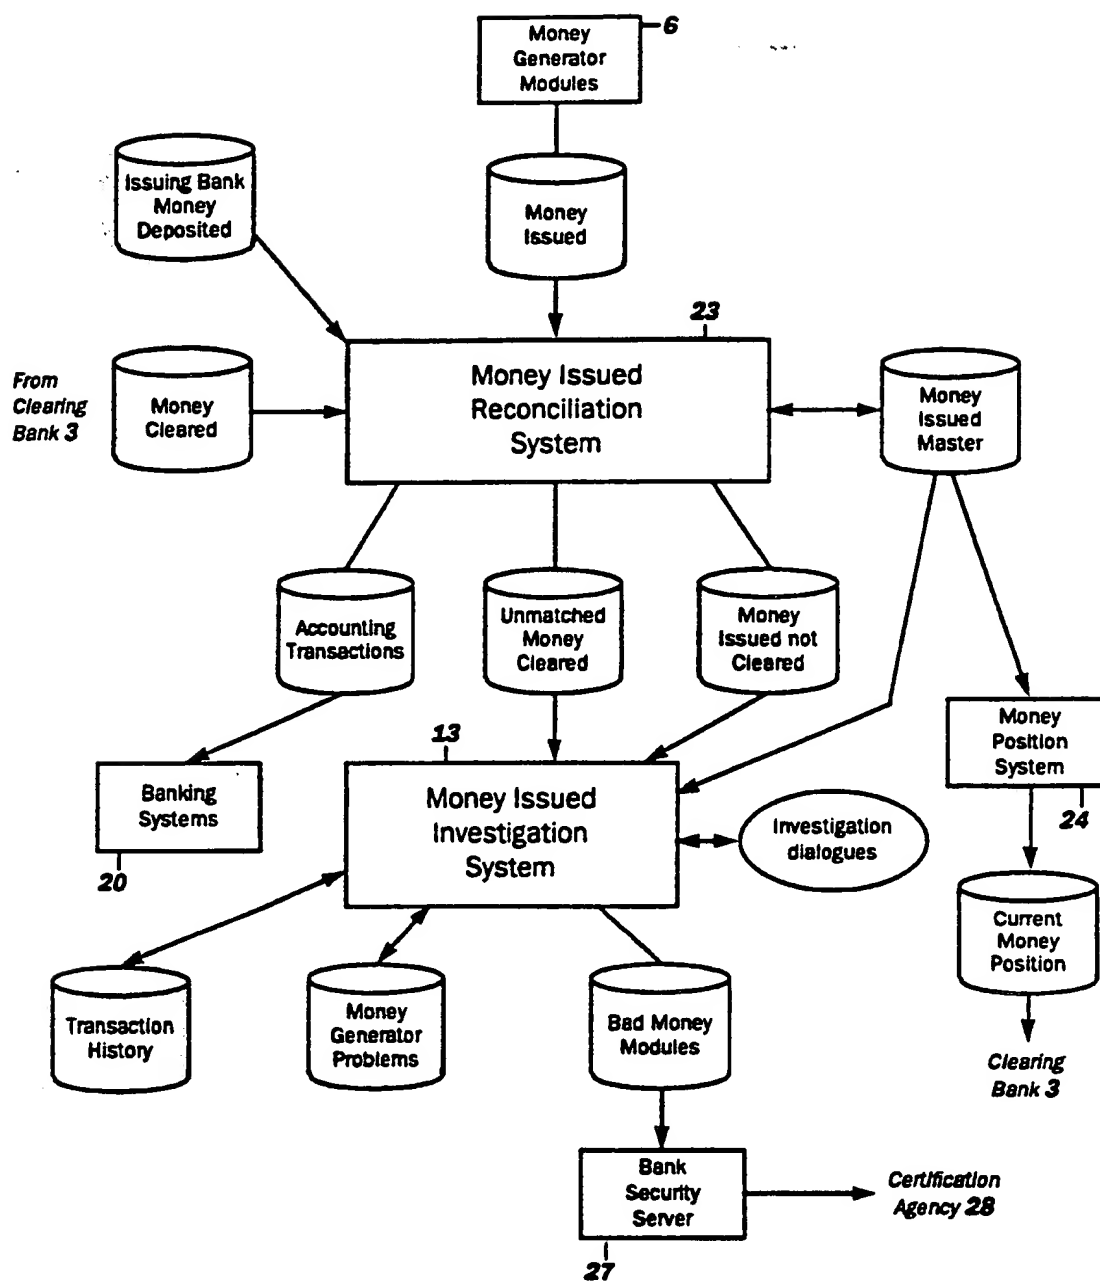 Money
Generator
Modules
6
Issuing Bank
Money
Deposited
Money
Issued
23
From
Clearing
Bank 3
Money
Cleared
Money Issued
Reconciliation
System
Money
Issued
Master
Accounting
Transactions
Unmatched
Money
Cleared
Money
Issued not
Cleared
13
Banking
Systems
20
Money Issued
Investigation
System
Investigation
dialogues
Money
Position
System
24
Transaction
History
Money
Generator
Problems
Bad Money
Modules
Current
Money
Position
Clearing
Bank 3
Bank
Security
Server
27
Certification
Agency 28